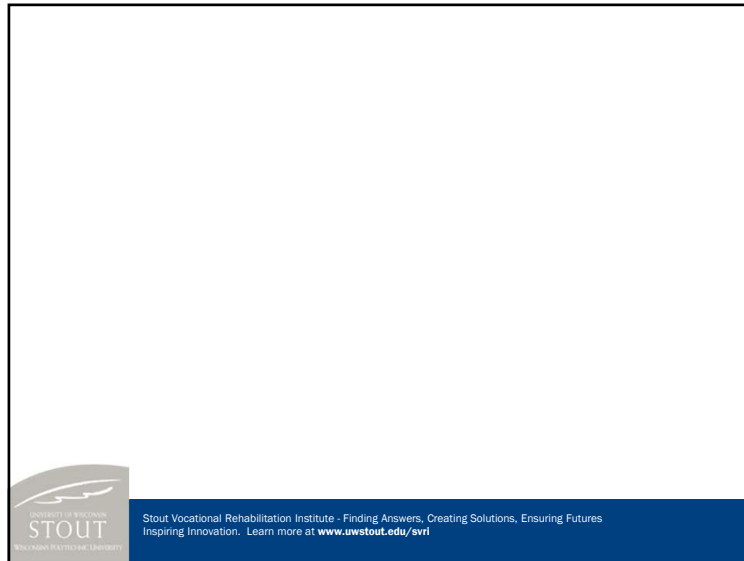 UNIVERSITY OF WISCONSIN
STOUT
WISCONSIN'S POLYTECHNIC UNIVERSITY
Stout Vocational Rehabilitation Institute - Finding Answers, Creating Solutions, Ensuring Futures
Inspiring Innovation. Learn more at www.uwstout.edu/svri